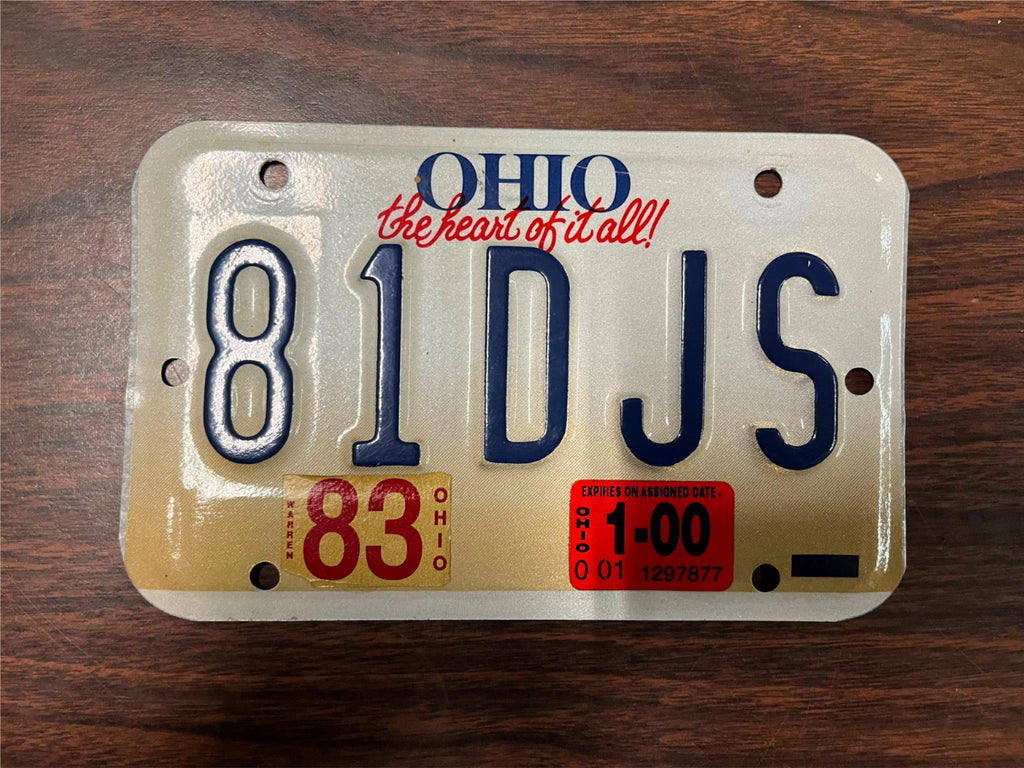 OHIO
the heart of it all!
81DJS
WARREN
83
OHIO
EXPIRES ON ASSIGNED DATE
OHIO
1-00
0 01 1297877